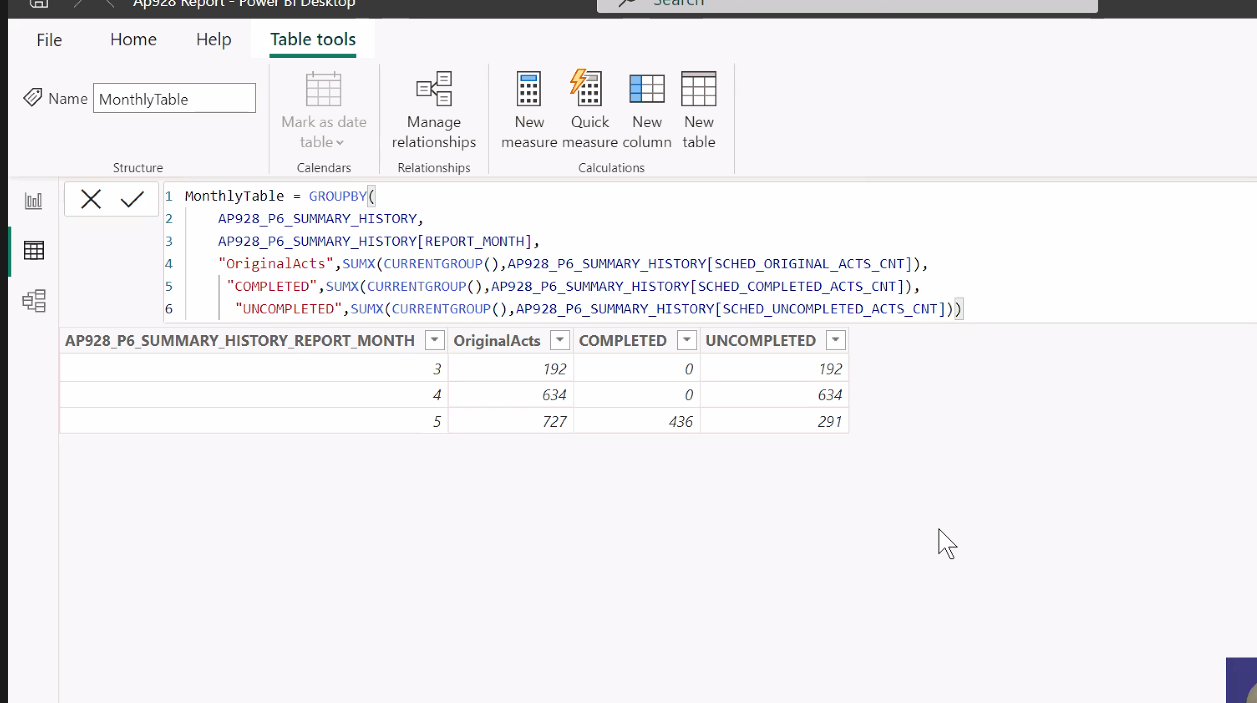 Ap928 Report - Power BI Desktop
Search
File Home Help Table tools
Name MonthlyTable
Mark as date table
Manage relationships
New measure
Quick measure
New column
New table
Structure
Calendars
Relationships
Calculations
1 MonthlyTable = GROUPBY(
2 AP928_P6_SUMMARY_HISTORY,
3 AP928_P6_SUMMARY_HISTORY[REPORT_MONTH],
4 "OriginalActs",SUMX(CURRENTGROUP(),AP928_P6_SUMMARY_HISTORY[SCHED_ORIGINAL_ACTS_CNT]),
5 "COMPLETED",SUMX(CURRENTGROUP(),AP928_P6_SUMMARY_HISTORY[SCHED_COMPLETED_ACTS_CNT]),
6 "UNCOMPLETED",SUMX(CURRENTGROUP(),AP928_P6_SUMMARY_HISTORY[SCHED_UNCOMPLETED_ACTS_CNT]))
AP928_P6_SUMMARY_HISTORY_REPORT_MONTH OriginalActs COMPLETED UNCOMPLETED
3 192 0 192
4 634 0 634
5 727 436 291